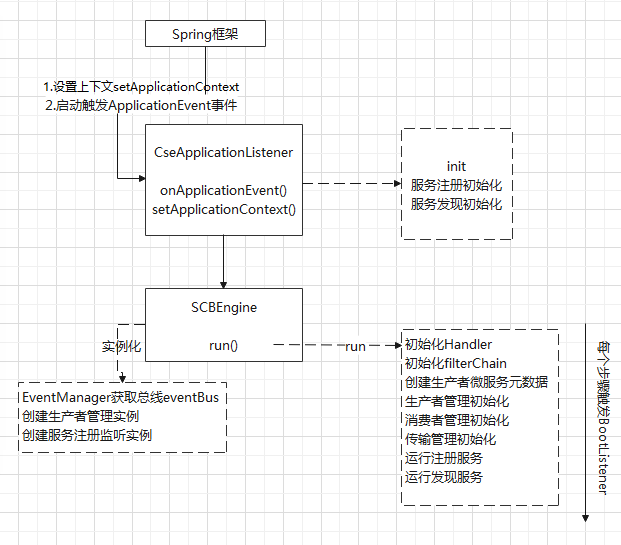 Spring框架
1.设置上下文setApplicationContext
2.启动触发ApplicationEvent事件
CseApplicationListener
onApplicationEvent()
setApplicationContext()
init
服务注册初始化
服务发现初始化
SCBEngine
run()
实例化
run
EventManager获取总线eventBus
创建生产者管理实例
创建服务注册监听实例
初始化Handler
初始化filterChain
创建生产者微服务元数据
生产者管理初始化
消费者管理初始化
传输管理初始化
运行注册服务
运行发现服务
每个步骤触发BootListener